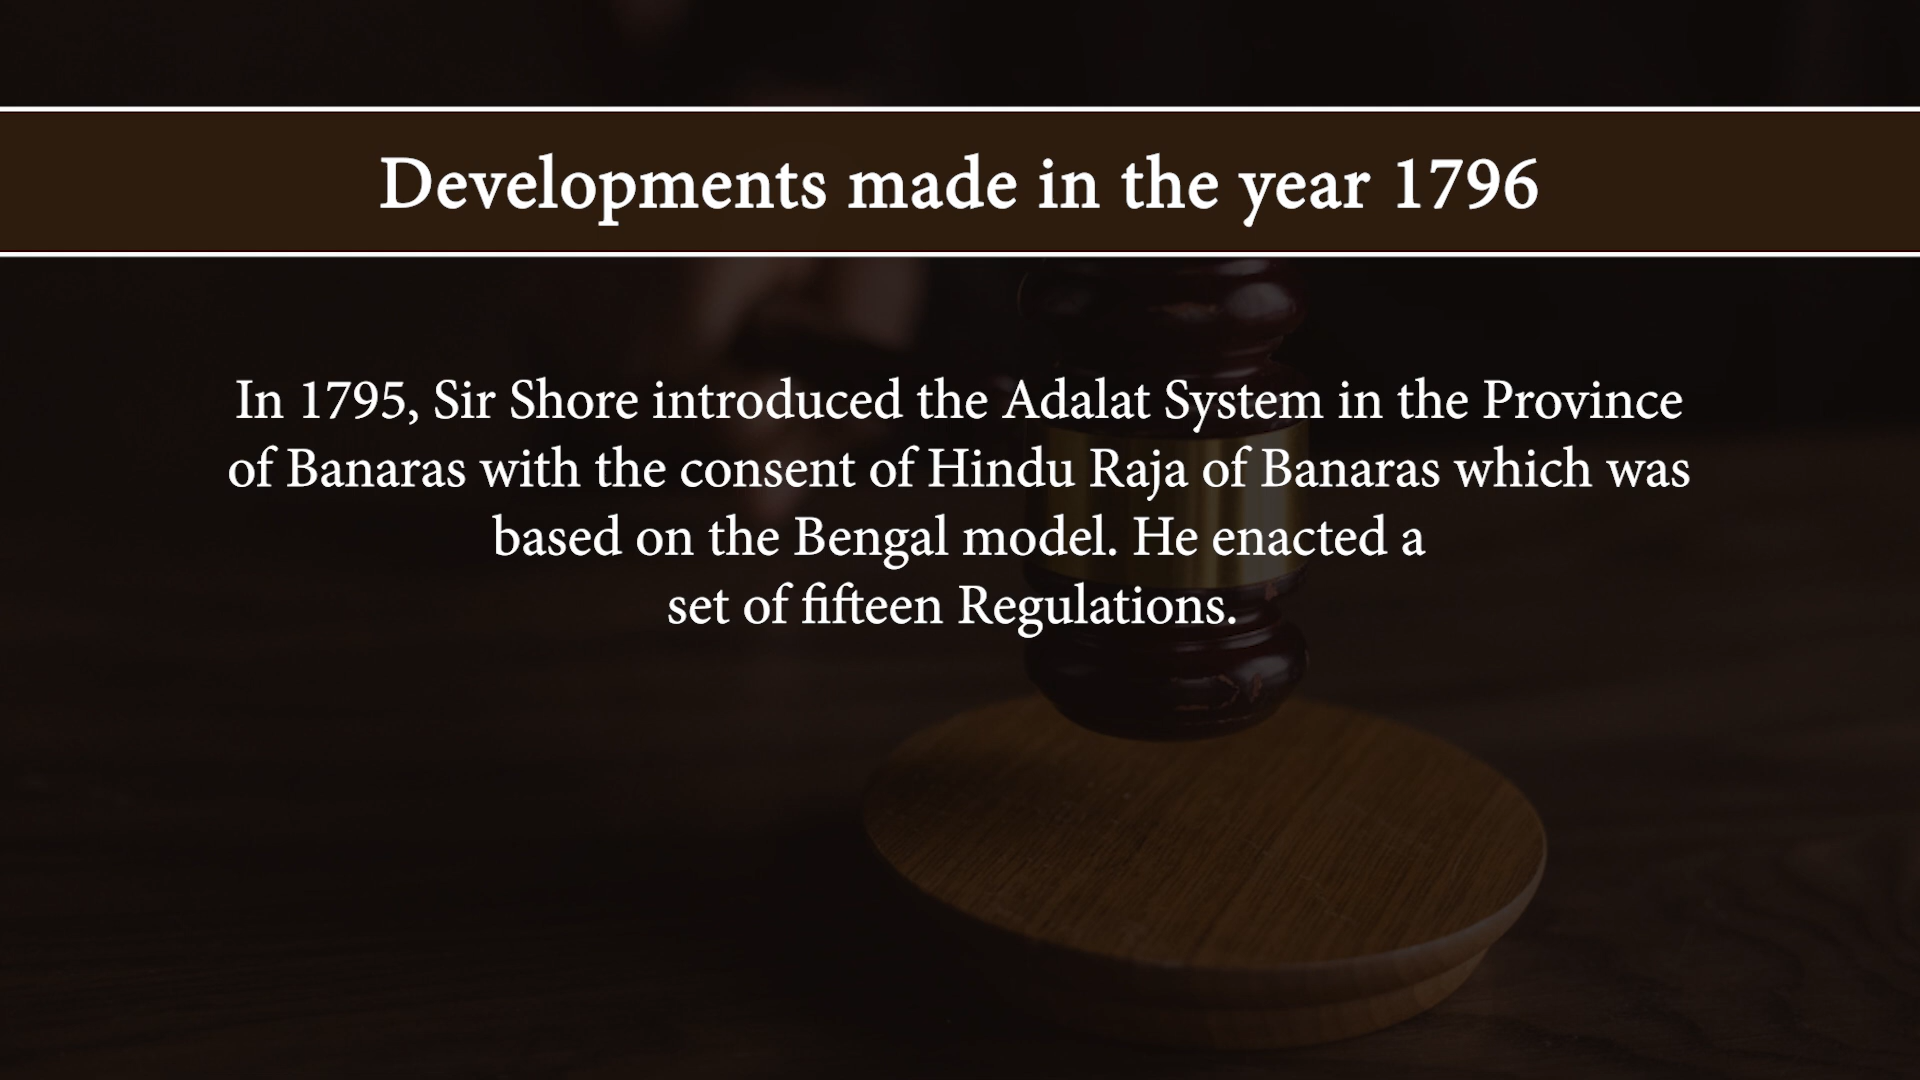 Developments made in the year 1796
In 1795, Sir Shore introduced the Adalat System in the Province
of Banaras with the consent of Hindu Raja of Banaras which was
based on the Bengal model. He enacted a
set of fifteen Regulations.